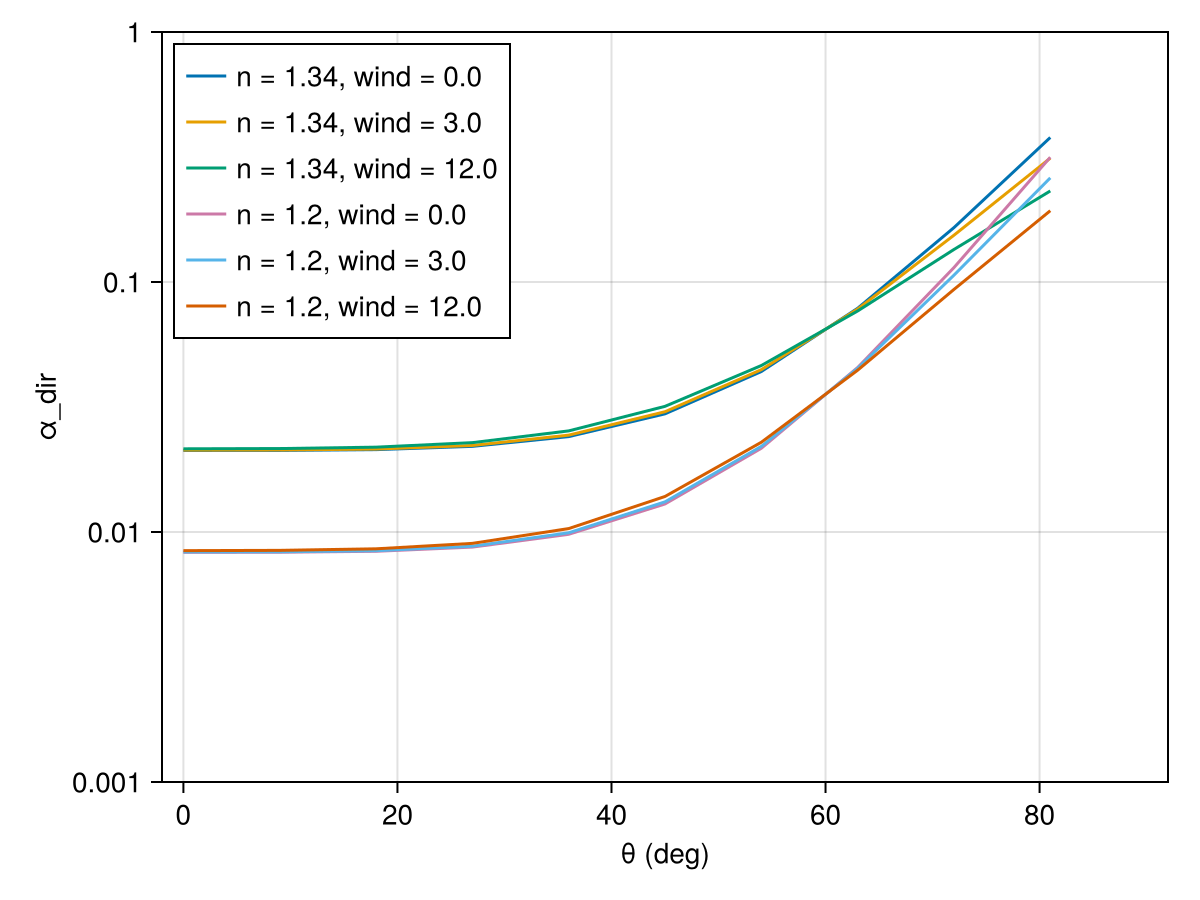 1
n = 1.34, wind = 0.0
n = 1.34, wind = 3.0
n = 1.34, wind = 12.0
n = 1.2, wind = 0.0
n = 1.2, wind = 3.0
n = 1.2, wind = 12.0
0.1
α_dir
0.01
0.001
0 20 40 60 80
θ (deg)